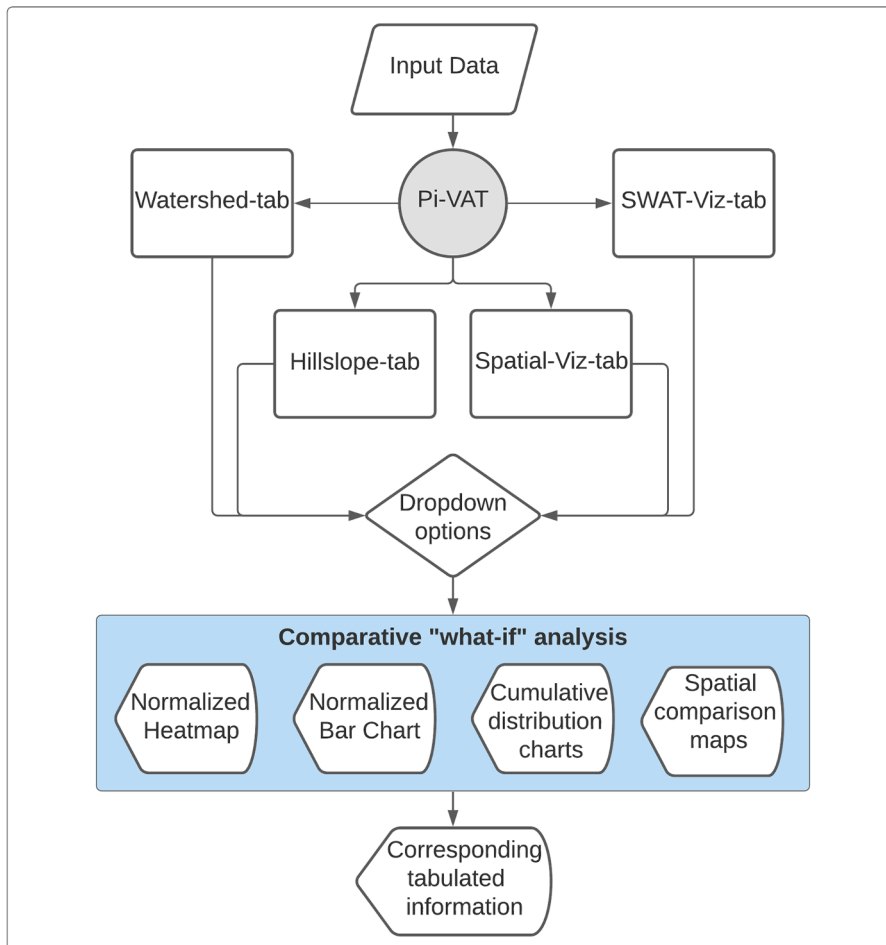 Input Data
Watershed-tab
Pi-VAT
SWAT-Viz-tab
Hillslope-tab
Spatial-Viz-tab
Dropdown
options
Comparative "what-if" analysis
Normalized
Heatmap
Normalized
Bar Chart
Cumulative
distribution
charts
Spatial
comparison
maps
Corresponding
tabulated
information